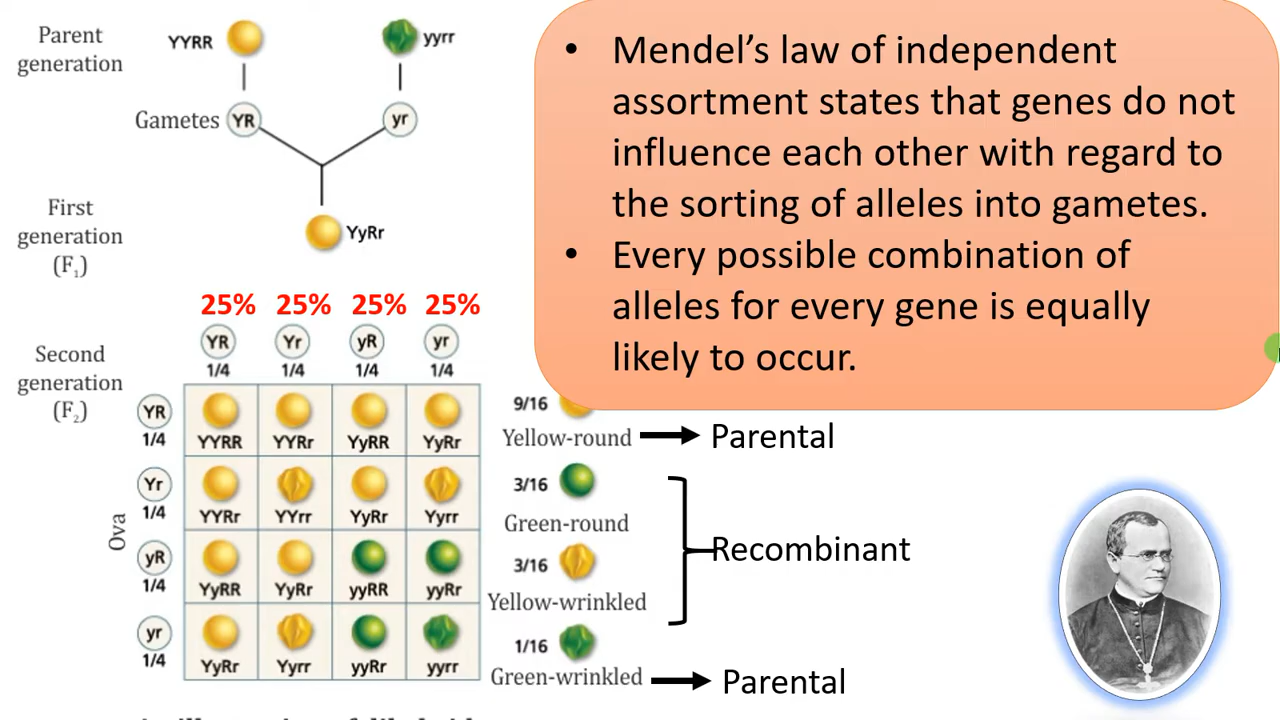 Parent
generation
YYRR
yyrr
Gametes
YR
yr
First
generation
(F₁)
YyRr
25% 25% 25% 25%
Second
generation
(F₂)
YR Yr yR yr
1/4 1/4 1/4 1/4
Ova
YR
1/4
YYRR YYRr YyRR YyRr
Yr
1/4
YYRr YYrr YyRr Yyrr
yR
1/4
YyRR YyRr yyRR yyRr
yr
1/4
YyRr Yyrr yyRr yyrr
• Mendel’s law of independent
assortment states that genes do not
influence each other with regard to
the sorting of alleles into gametes.
• Every possible combination of
alleles for every gene is equally
likely to occur.
9/16
Yellow-round
Parental
3/16
Green-round
3/16
Yellow-wrinkled
Recombinant
1/16
Green-wrinkled
Parental